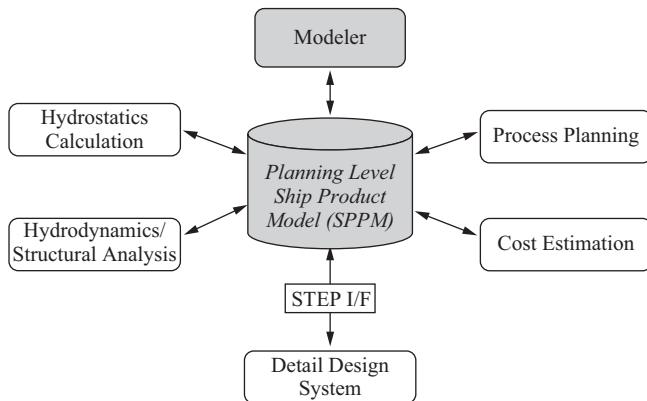 Modeler
Hydrostatics
Calculation
Process Planning
Planning Level
Ship Product
Model (SPPM)
Hydrodynamics/
Structural Analysis
Cost Estimation
STEP I/F
Detail Design
System